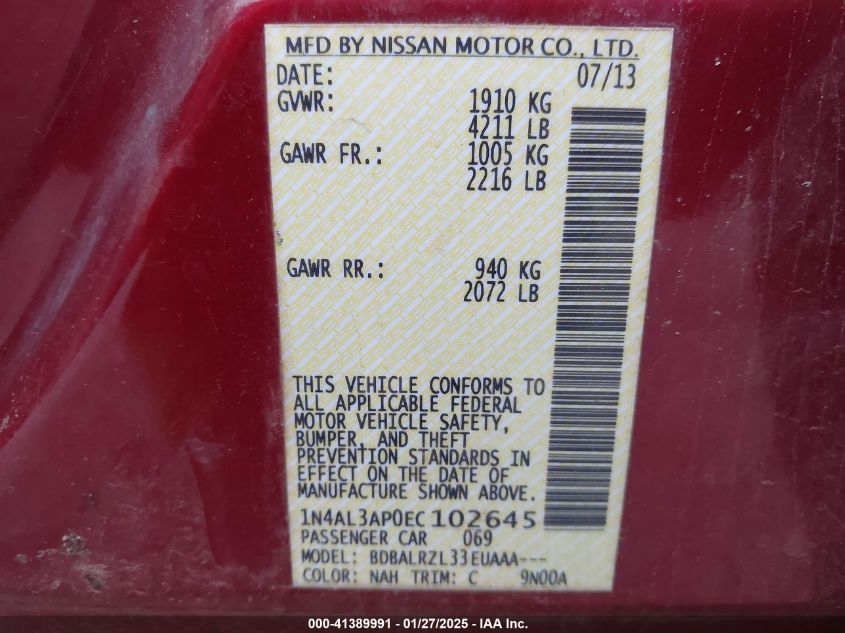 MFD BY NISSAN MOTOR CO., LTD.
DATE: 07/13
GVWR: 1910 KG
4211 LB
GAWR FR.: 1005 KG
2216 LB
GAWR RR.: 940 KG
2072 LB
THIS VEHICLE CONFORMS TO
ALL APPLICABLE FEDERAL
MOTOR VEHICLE SAFETY,
BUMPER, AND THEFT
PREVENTION STANDARDS IN
EFFECT ON THE DATE OF
MANUFACTURE SHOWN ABOVE.
1N4AL3AP0EC102645
PASSENGER CAR 069
MODEL: BDBALRZL33EUAAA---
COLOR: NAH TRIM: C 9N00A
000-41389991 - 01/27/2025 - IAA Inc.